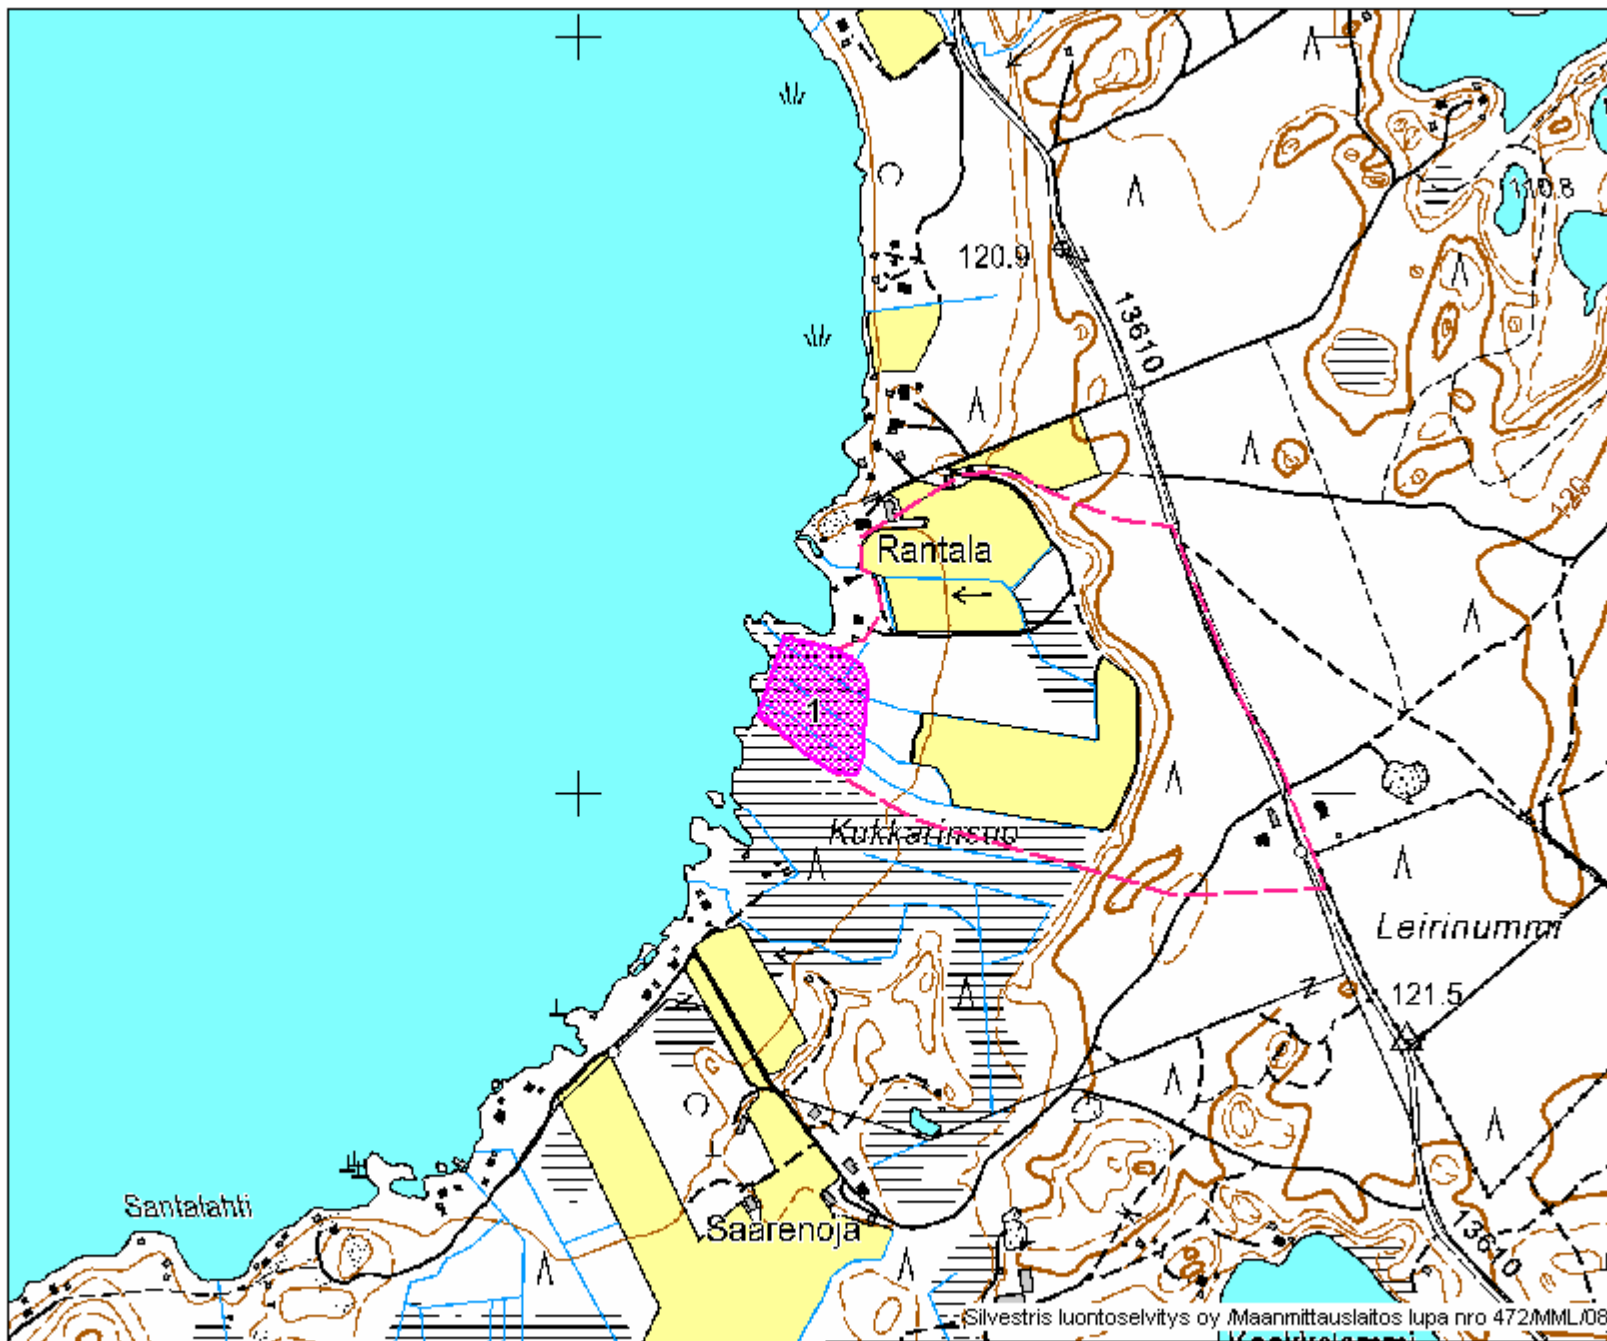 110.8
120.9
13610
120
Rantala
1
Kukkarinsuo
Leirinummi
121.5
Santalahti
Saarenoja
13610
Silvestris luontoselvitys oy /Maanmittauslaitos lupa nro 472/MML/08